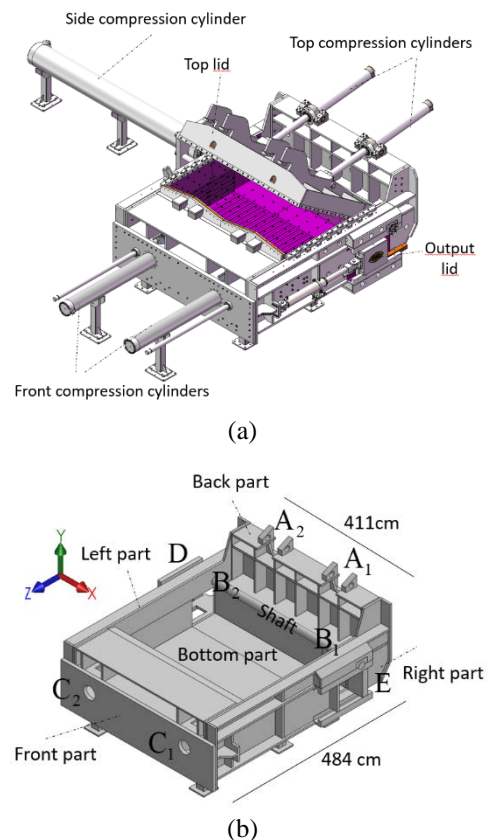 Side compression cylinder
Top compression cylinders
Top lid
Output
lid
Front compression cylinders
(a)
Back part
A2
411cm
Y
Z
X
Left part
D
A1
B2
Shaft
B1
Bottom part
Right part
E
C2
C1
Front part
484 cm
(b)